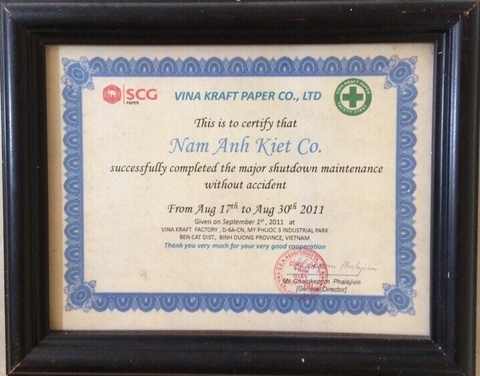 SCG
PAPER
VINA KRAFT PAPER CO., LTD
This is to certify that
Nam Anh Kiet Co.
successfully completed the major shutdown maintenance
without accident
From Aug 17th to Aug 30th 2011
Given on September 1st , 2011 at
VINA KRAFT FACTORY , D-6A-CN, MY PHUOC 3 INDUSTRIAL PARK
BEN CAT DIST., BINH DUONG PROVINCE, VIETNAM
Thank you very much for your very good cooperation
Phalajivin
Mr. Chaiokeporn Phalajivin
[General Director]